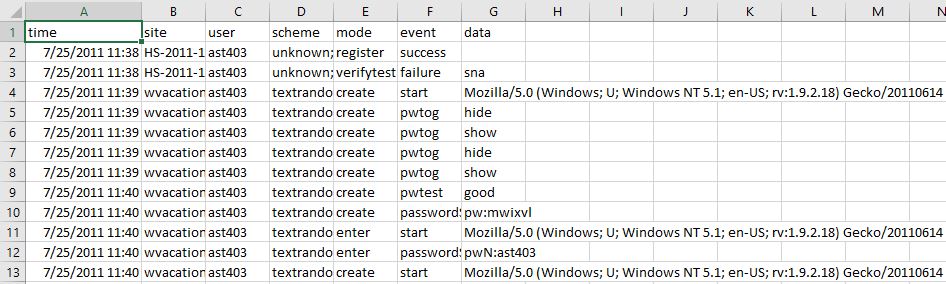 A B C D E F G H I J K L M N
1 time site user scheme mode event data
2 7/25/2011 11:38 HS-2011-1 ast403 unknown; register success
3 7/25/2011 11:38 HS-2011-1 ast403 unknown; verifytest failure sna
4 7/25/2011 11:39 wvacation ast403 textrando create start Mozilla/5.0 (Windows; U; Windows NT 5.1; en-US; rv:1.9.2.18) Gecko/20110614
5 7/25/2011 11:39 wvacation ast403 textrando create pwtog hide
6 7/25/2011 11:39 wvacation ast403 textrando create pwtog show
7 7/25/2011 11:39 wvacation ast403 textrando create pwtog hide
8 7/25/2011 11:39 wvacation ast403 textrando create pwtog show
9 7/25/2011 11:40 wvacation ast403 textrando create pwtest good
10 7/25/2011 11:40 wvacation ast403 textrando create passwordS pw:mwixvl
11 7/25/2011 11:40 wvacation ast403 textrando enter start Mozilla/5.0 (Windows; U; Windows NT 5.1; en-US; rv:1.9.2.18) Gecko/20110614
12 7/25/2011 11:40 wvacation ast403 textrando enter passwordS pwN:ast403
13 7/25/2011 11:40 wvacation ast403 textrando create start Mozilla/5.0 (Windows; U; Windows NT 5.1; en-US; rv:1.9.2.18) Gecko/20110614